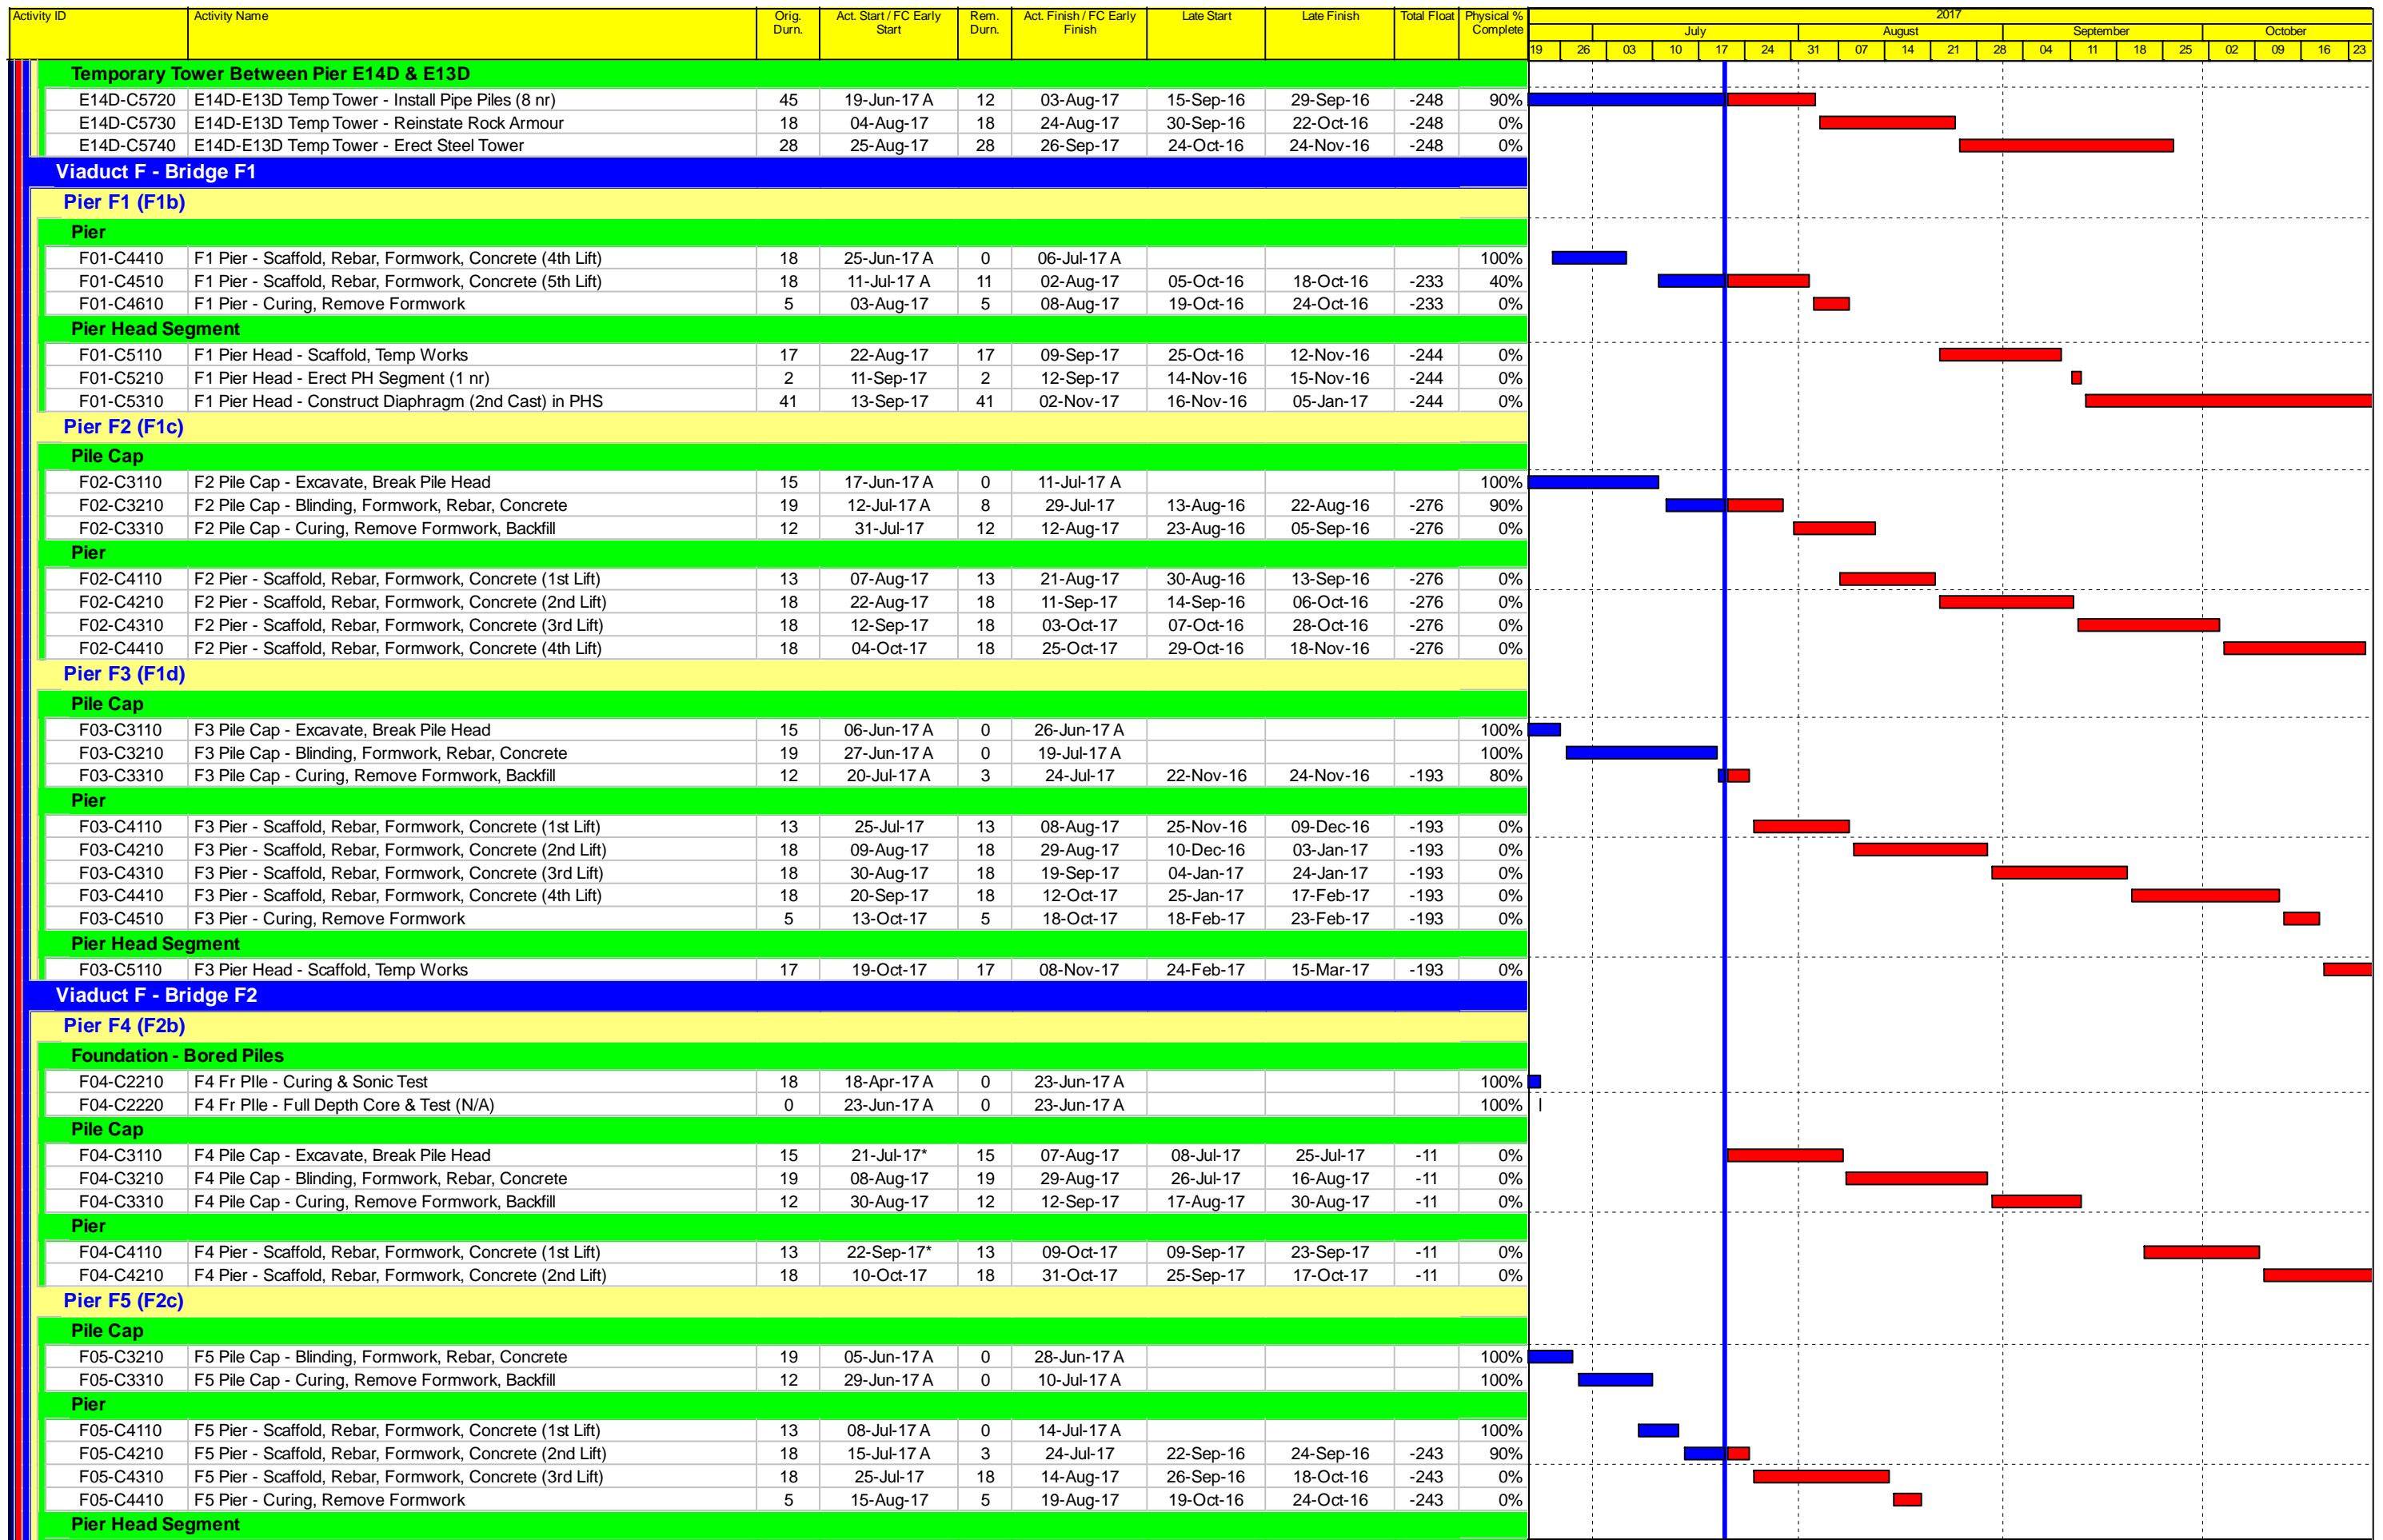 Activity ID Activity Name Orig. Durn. Act. Start / FC Early Start Rem. Durn. Act. Finish / FC Early Finish Late Start Late Finish Total Float Physical % Complete 2017
July August September October
19 26 03 10 17 24 31 07 14 21 28 04 11 18 25 02 09 16 23
Temporary Tower Between Pier E14D & E13D
E14D-C5720 E14D-E13D Temp Tower - Install Pipe Piles (8 nr) 45 19-Jun-17 A 12 03-Aug-17 15-Sep-16 29-Sep-16 -248 90%
E14D-C5730 E14D-E13D Temp Tower - Reinstate Rock Armour 18 04-Aug-17 18 24-Aug-17 30-Sep-16 22-Oct-16 -248 0%
E14D-C5740 E14D-E13D Temp Tower - Erect Steel Tower 28 25-Aug-17 28 26-Sep-17 24-Oct-16 24-Nov-16 -248 0%
Viaduct F - Bridge F1
Pier F1 (F1b)
Pier
F01-C4410 F1 Pier - Scaffold, Rebar, Formwork, Concrete (4th Lift) 18 25-Jun-17 A 0 06-Jul-17 A 100%
F01-C4510 F1 Pier - Scaffold, Rebar, Formwork, Concrete (5th Lift) 18 11-Jul-17 A 11 02-Aug-17 05-Oct-16 18-Oct-16 -233 40%
F01-C4610 F1 Pier - Curing, Remove Formwork 5 03-Aug-17 5 08-Aug-17 19-Oct-16 24-Oct-16 -233 0%
Pier Head Segment
F01-C5110 F1 Pier Head - Scaffold, Temp Works 17 22-Aug-17 17 09-Sep-17 25-Oct-16 12-Nov-16 -244 0%
F01-C5210 F1 Pier Head - Erect PH Segment (1 nr) 2 11-Sep-17 2 12-Sep-17 14-Nov-16 15-Nov-16 -244 0%
F01-C5310 F1 Pier Head - Construct Diaphragm (2nd Cast) in PHS 41 13-Sep-17 41 02-Nov-17 16-Nov-16 05-Jan-17 -244 0%
Pier F2 (F1c)
Pile Cap
F02-C3110 F2 Pile Cap - Excavate, Break Pile Head 15 17-Jun-17 A 0 11-Jul-17 A 100%
F02-C3210 F2 Pile Cap - Blinding, Formwork, Rebar, Concrete 19 12-Jul-17 A 8 29-Jul-17 13-Aug-16 22-Aug-16 -276 90%
F02-C3310 F2 Pile Cap - Curing, Remove Formwork, Backfill 12 31-Jul-17 12 12-Aug-17 23-Aug-16 05-Sep-16 -276 0%
Pier
F02-C4110 F2 Pier - Scaffold, Rebar, Formwork, Concrete (1st Lift) 13 07-Aug-17 13 21-Aug-17 30-Aug-16 13-Sep-16 -276 0%
F02-C4210 F2 Pier - Scaffold, Rebar, Formwork, Concrete (2nd Lift) 18 22-Aug-17 18 11-Sep-17 14-Sep-16 06-Oct-16 -276 0%
F02-C4310 F2 Pier - Scaffold, Rebar, Formwork, Concrete (3rd Lift) 18 12-Sep-17 18 03-Oct-17 07-Oct-16 28-Oct-16 -276 0%
F02-C4410 F2 Pier - Scaffold, Rebar, Formwork, Concrete (4th Lift) 18 04-Oct-17 18 25-Oct-17 29-Oct-16 18-Nov-16 -276 0%
Pier F3 (F1d)
Pile Cap
F03-C3110 F3 Pile Cap - Excavate, Break Pile Head 15 06-Jun-17 A 0 26-Jun-17 A 100%
F03-C3210 F3 Pile Cap - Blinding, Formwork, Rebar, Concrete 19 27-Jun-17 A 0 19-Jul-17 A 100%
F03-C3310 F3 Pile Cap - Curing, Remove Formwork, Backfill 12 20-Jul-17 A 3 24-Jul-17 22-Nov-16 24-Nov-16 -193 80%
Pier
F03-C4110 F3 Pier - Scaffold, Rebar, Formwork, Concrete (1st Lift) 13 25-Jul-17 13 08-Aug-17 25-Nov-16 09-Dec-16 -193 0%
F03-C4210 F3 Pier - Scaffold, Rebar, Formwork, Concrete (2nd Lift) 18 09-Aug-17 18 29-Aug-17 10-Dec-16 03-Jan-17 -193 0%
F03-C4310 F3 Pier - Scaffold, Rebar, Formwork, Concrete (3rd Lift) 18 30-Aug-17 18 19-Sep-17 04-Jan-17 24-Jan-17 -193 0%
F03-C4410 F3 Pier - Scaffold, Rebar, Formwork, Concrete (4th Lift) 18 20-Sep-17 18 12-Oct-17 25-Jan-17 17-Feb-17 -193 0%
F03-C4510 F3 Pier - Curing, Remove Formwork 5 13-Oct-17 5 18-Oct-17 18-Feb-17 23-Feb-17 -193 0%
Pier Head Segment
F03-C5110 F3 Pier Head - Scaffold, Temp Works 17 19-Oct-17 17 08-Nov-17 24-Feb-17 15-Mar-17 -193 0%
Viaduct F - Bridge F2
Pier F4 (F2b)
Foundation - Bored Piles
F04-C2210 F4 Fr PIle - Curing & Sonic Test 18 18-Apr-17 A 0 23-Jun-17 A 100%
F04-C2220 F4 Fr PIle - Full Depth Core & Test (N/A) 0 23-Jun-17 A 0 23-Jun-17 A 100%
Pile Cap
F04-C3110 F4 Pile Cap - Excavate, Break Pile Head 15 21-Jul-17* 15 07-Aug-17 08-Jul-17 25-Jul-17 -11 0%
F04-C3210 F4 Pile Cap - Blinding, Formwork, Rebar, Concrete 19 08-Aug-17 19 29-Aug-17 26-Jul-17 16-Aug-17 -11 0%
F04-C3310 F4 Pile Cap - Curing, Remove Formwork, Backfill 12 30-Aug-17 12 12-Sep-17 17-Aug-17 30-Aug-17 -11 0%
Pier
F04-C4110 F4 Pier - Scaffold, Rebar, Formwork, Concrete (1st Lift) 13 22-Sep-17* 13 09-Oct-17 09-Sep-17 23-Sep-17 -11 0%
F04-C4210 F4 Pier - Scaffold, Rebar, Formwork, Concrete (2nd Lift) 18 10-Oct-17 18 31-Oct-17 25-Sep-17 17-Oct-17 -11 0%
Pier F5 (F2c)
Pile Cap
F05-C3210 F5 Pile Cap - Blinding, Formwork, Rebar, Concrete 19 05-Jun-17 A 0 28-Jun-17 A 100%
F05-C3310 F5 Pile Cap - Curing, Remove Formwork, Backfill 12 29-Jun-17 A 0 10-Jul-17 A 100%
Pier
F05-C4110 F5 Pier - Scaffold, Rebar, Formwork, Concrete (1st Lift) 13 08-Jul-17 A 0 14-Jul-17 A 100%
F05-C4210 F5 Pier - Scaffold, Rebar, Formwork, Concrete (2nd Lift) 18 15-Jul-17 A 3 24-Jul-17 22-Sep-16 24-Sep-16 -243 90%
F05-C4310 F5 Pier - Scaffold, Rebar, Formwork, Concrete (3rd Lift) 18 25-Jul-17 18 14-Aug-17 26-Sep-16 18-Oct-16 -243 0%
F05-C4410 F5 Pier - Curing, Remove Formwork 5 15-Aug-17 5 19-Aug-17 19-Oct-16 24-Oct-16 -243 0%
Pier Head Segment